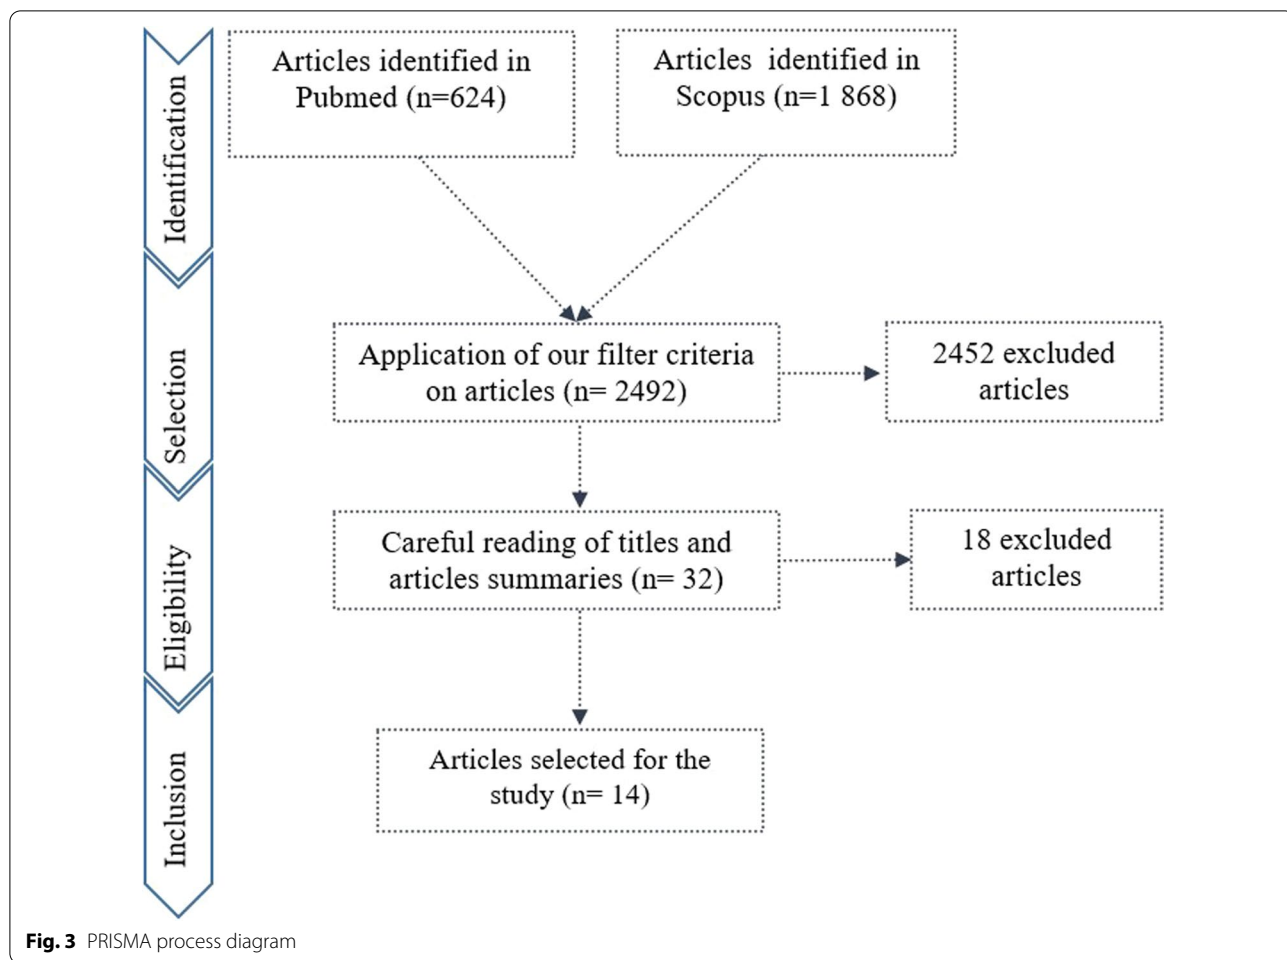 Identification
Articles identified in
Pubmed (n=624)
Articles identified in
Scopus (n=1 868)
Selection
Application of our filter criteria
on articles (n= 2492)
2452 excluded
articles
Eligibility
Careful reading of titles and
articles summaries (n= 32)
18 excluded
articles
Inclusion
Articles selected for the
study (n= 14)
Fig. 3 PRISMA process diagram